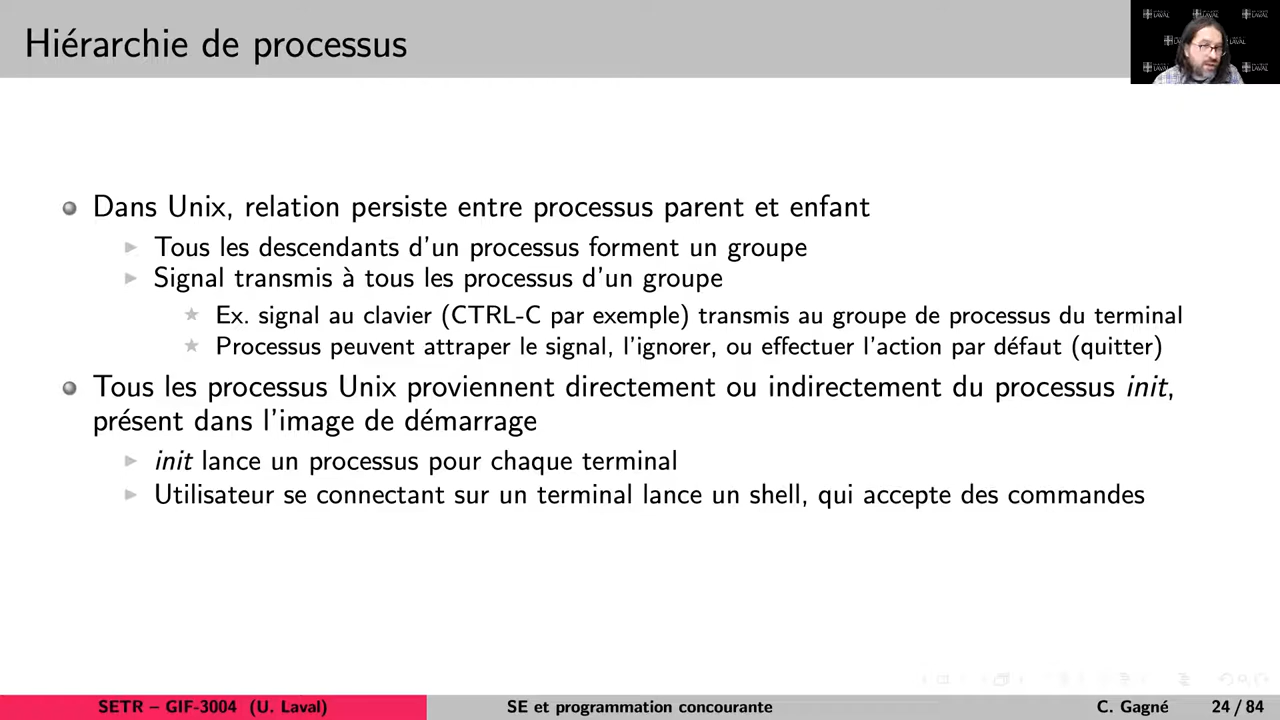 Hiérarchie de processus
Dans Unix, relation persiste entre processus parent et enfant
Tous les descendants d'un processus forment un groupe
Signal transmis à tous les processus d'un groupe
Ex. signal au clavier (CTRL-C par exemple) transmis au groupe de processus du terminal
Processus peuvent attraper le signal, l'ignorer, ou effectuer l'action par défaut (quitter)
Tous les processus Unix proviennent directement ou indirectement du processus init,
présent dans l'image de démarrage
init lance un processus pour chaque terminal
Utilisateur se connectant sur un terminal lance un shell, qui accepte des commandes
SETR – GIF-3004 (U. Laval) SE et programmation concourante C. Gagné 24 / 84